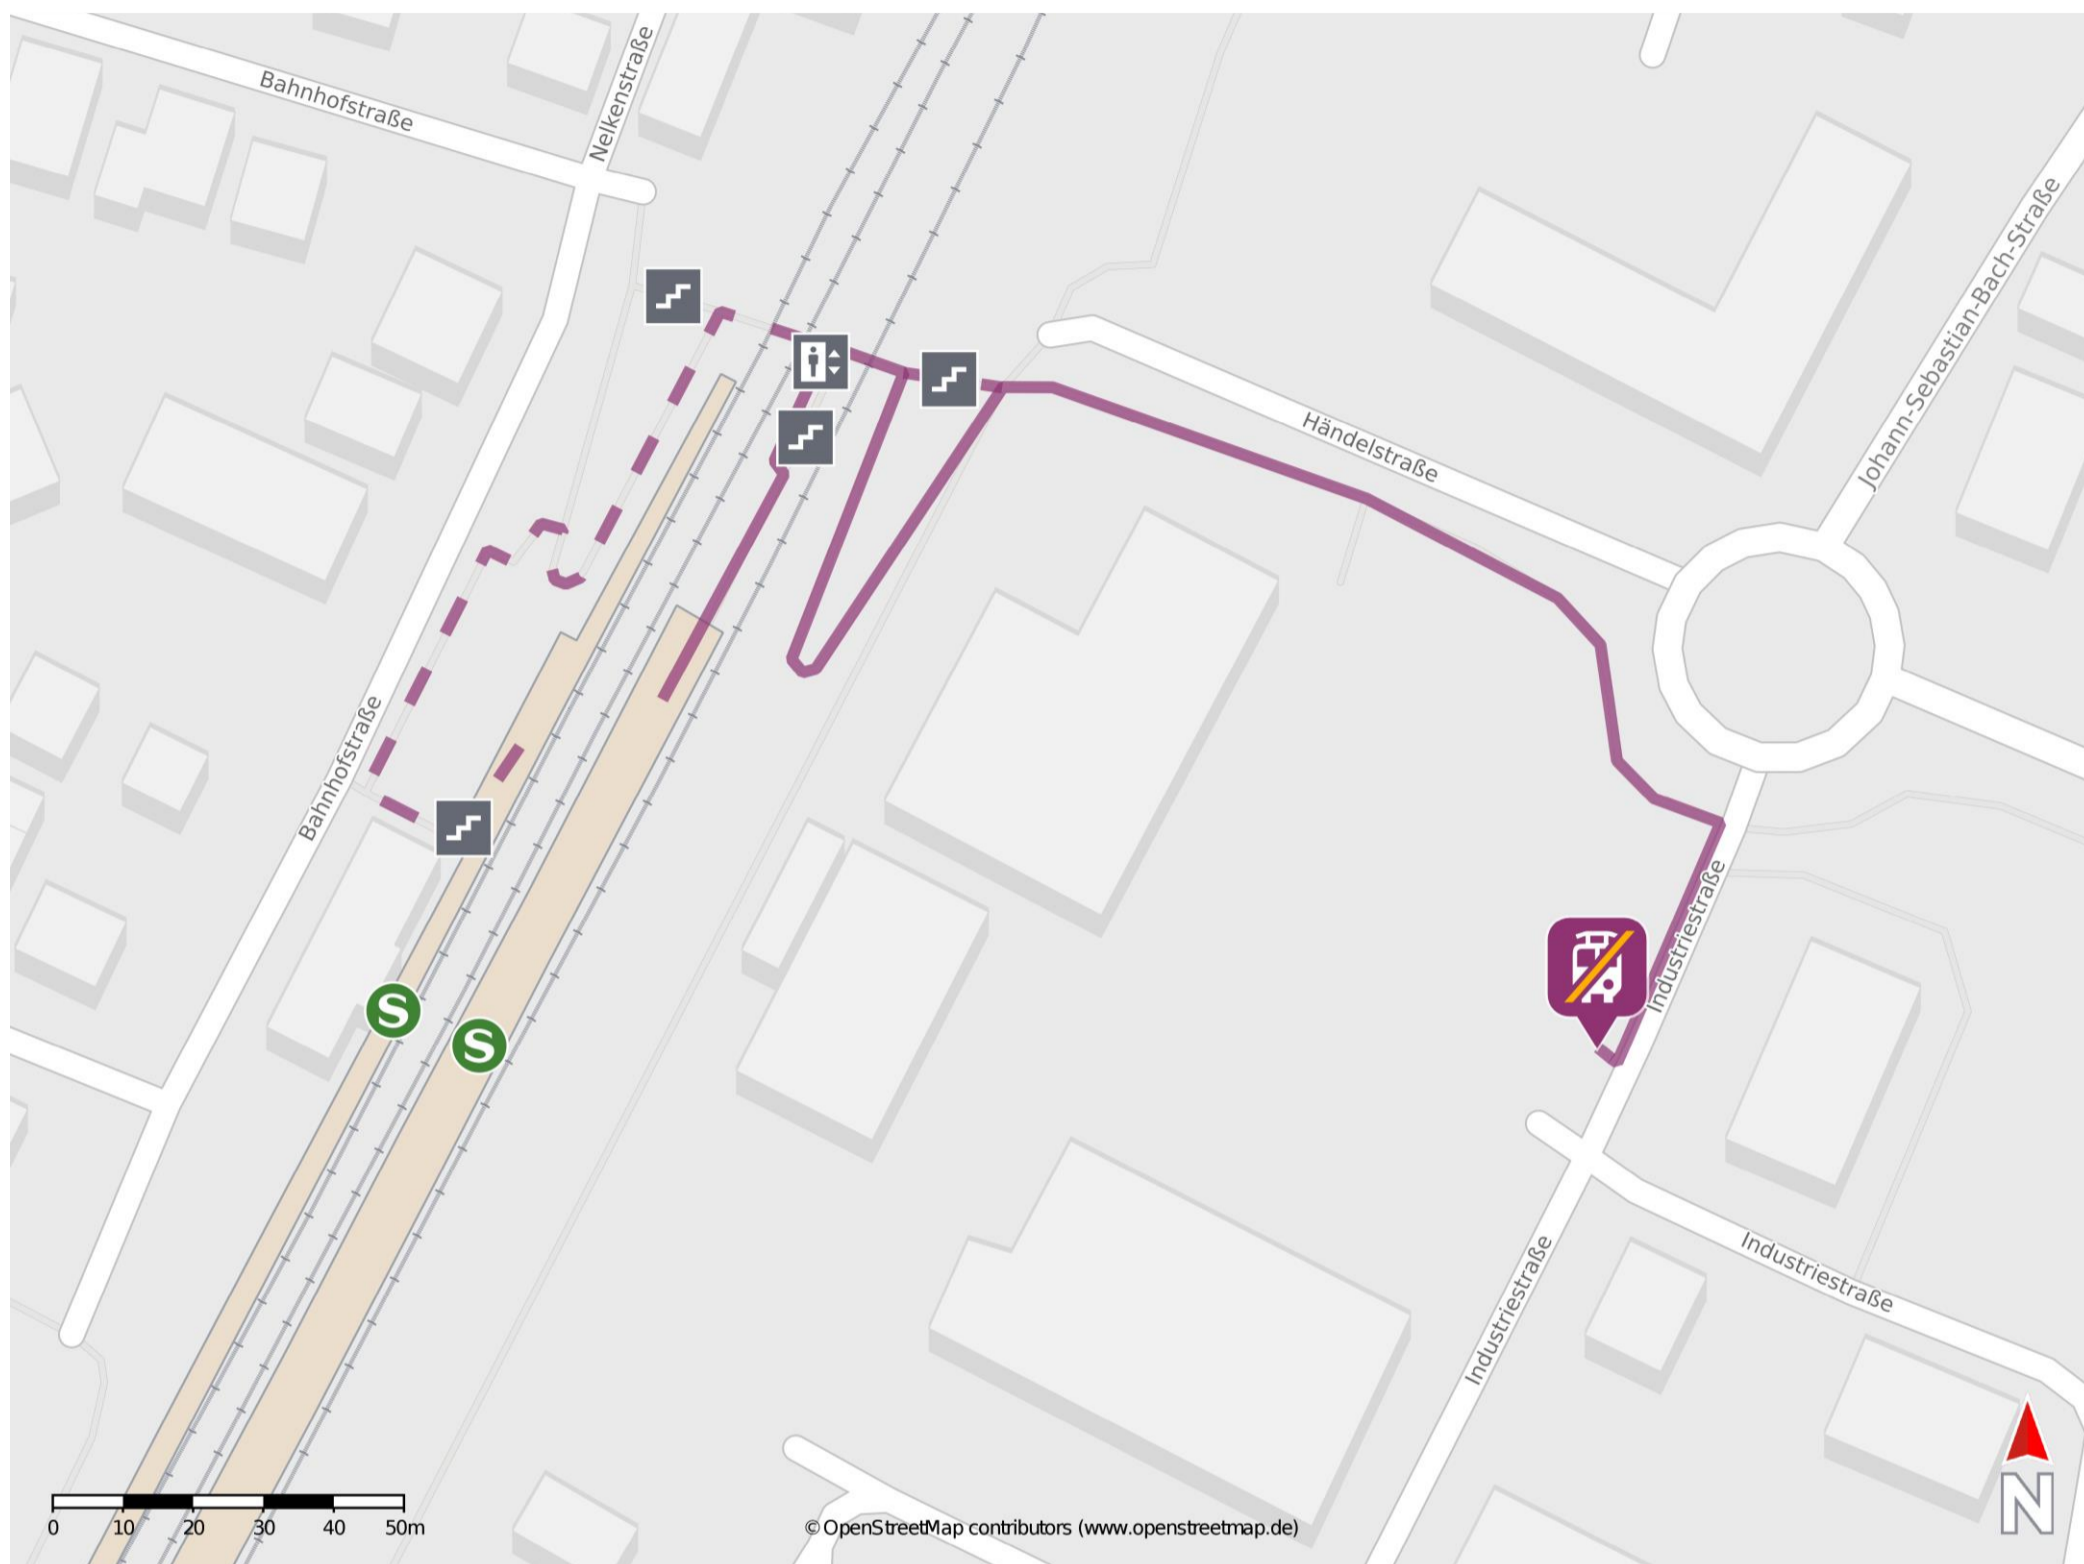 Bahnhofstraße
Nelkenstraße
Johann-Sebastian-Bach-Straße
Händelstraße
Bahnhofstraße
Industriestraße
S
S
Industriestraße
Industriestraße
N
0 10 20 30 40 50m
© OpenStreetMap contributors (www.openstreetmap.de)